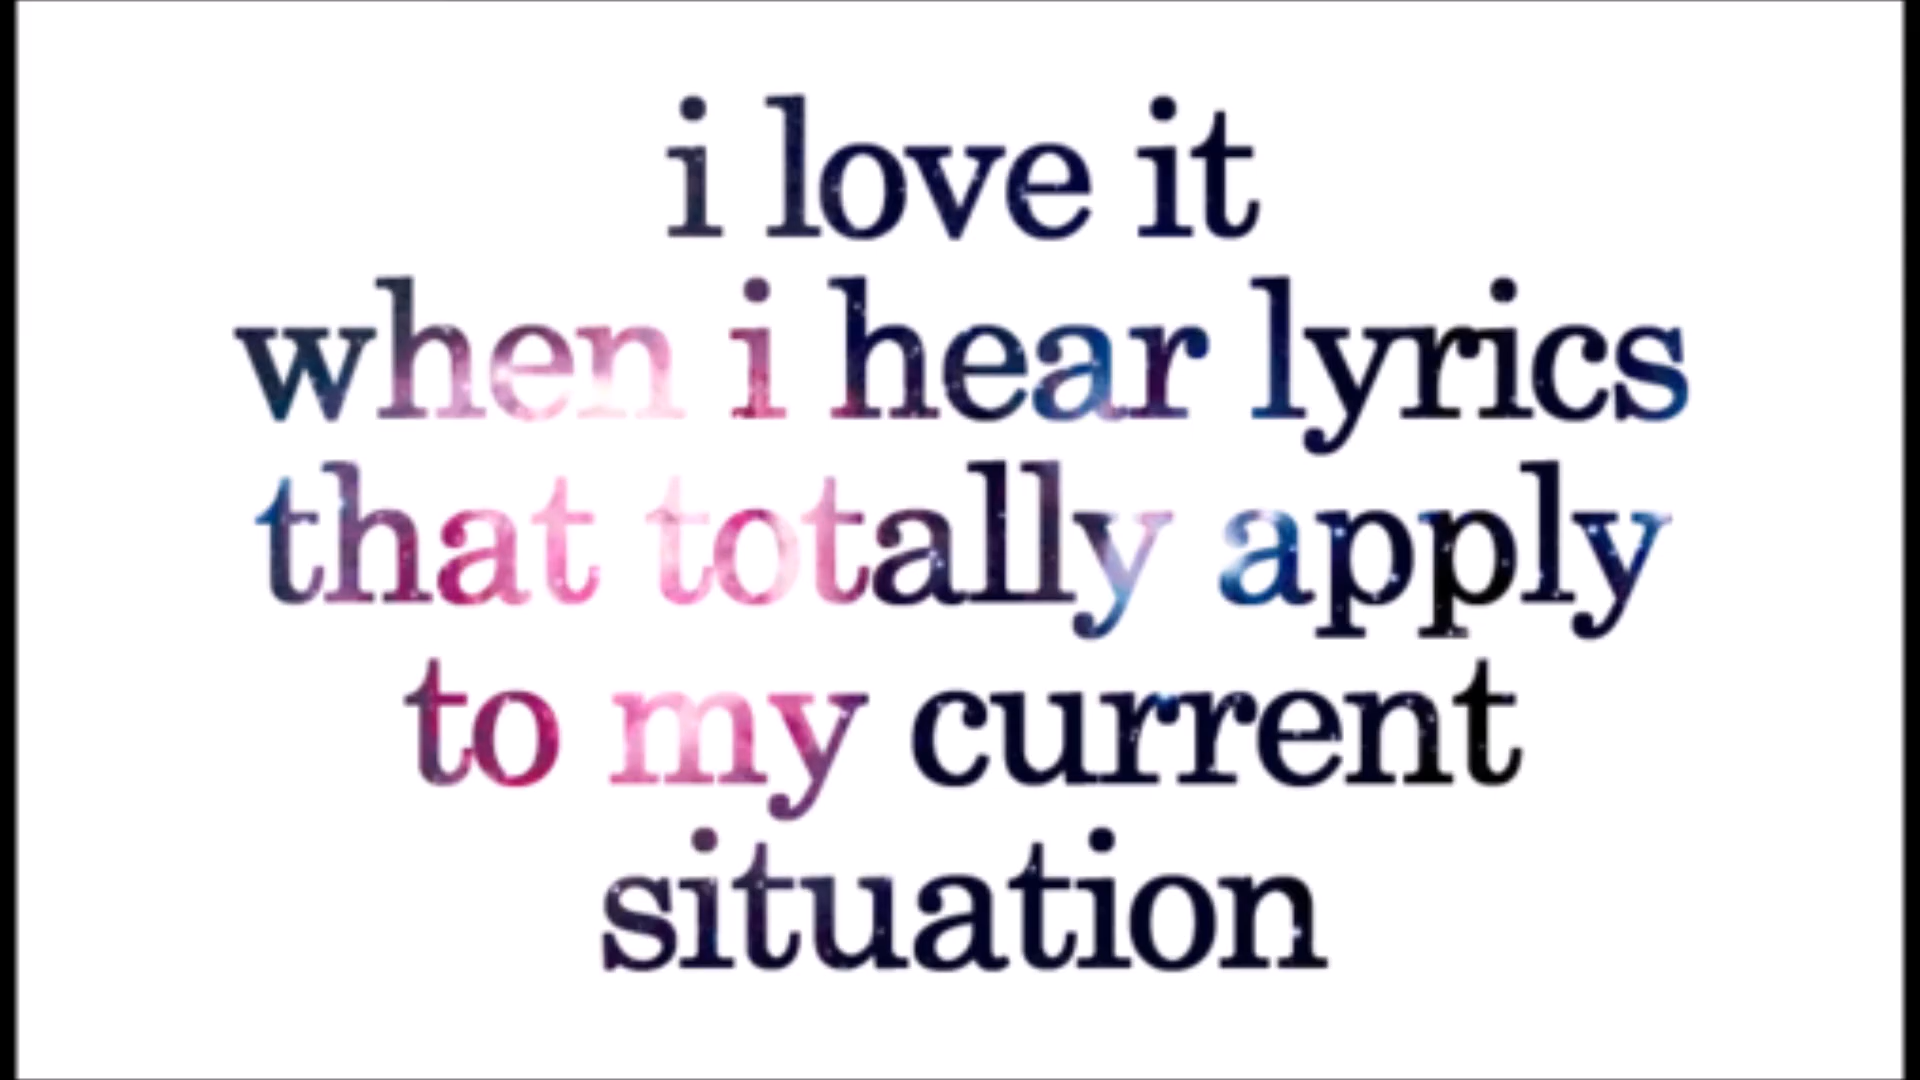 i love it
when i hear lyrics
that totally apply
to my current
situation